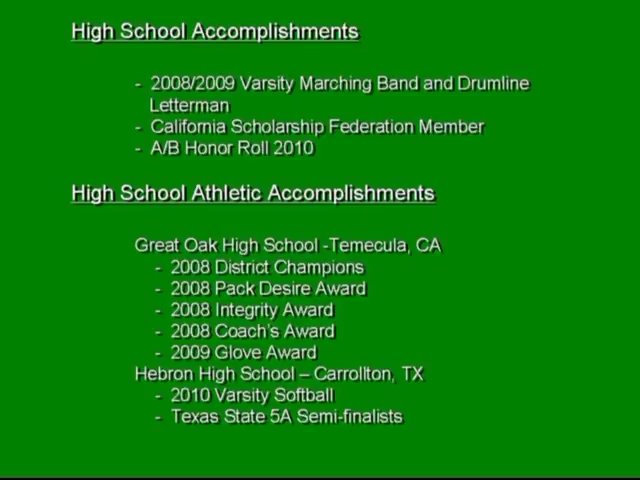 High School Accomplishments
- 2008/2009 Varsity Marching Band and Drumline
Letterman
- California Scholarship Federation Member
- A/B Honor Roll 2010
High School Athletic Accomplishments
Great Oak High School -Temecula, CA
- 2008 District Champions
- 2008 Pack Desire Award
- 2008 Integrity Award
- 2008 Coach's Award
- 2009 Glove Award
Hebron High School – Carrollton, TX
- 2010 Varsity Softball
- Texas State 5A Semi-finalists